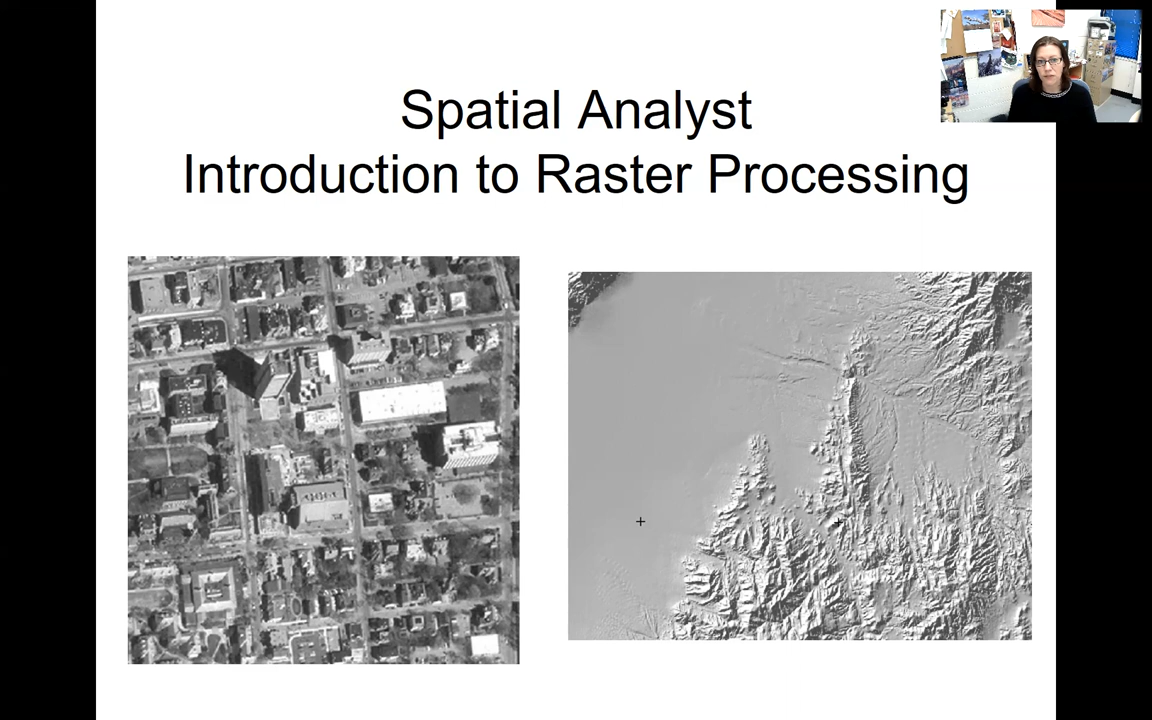 Spatial Analyst
Introduction to Raster Processing